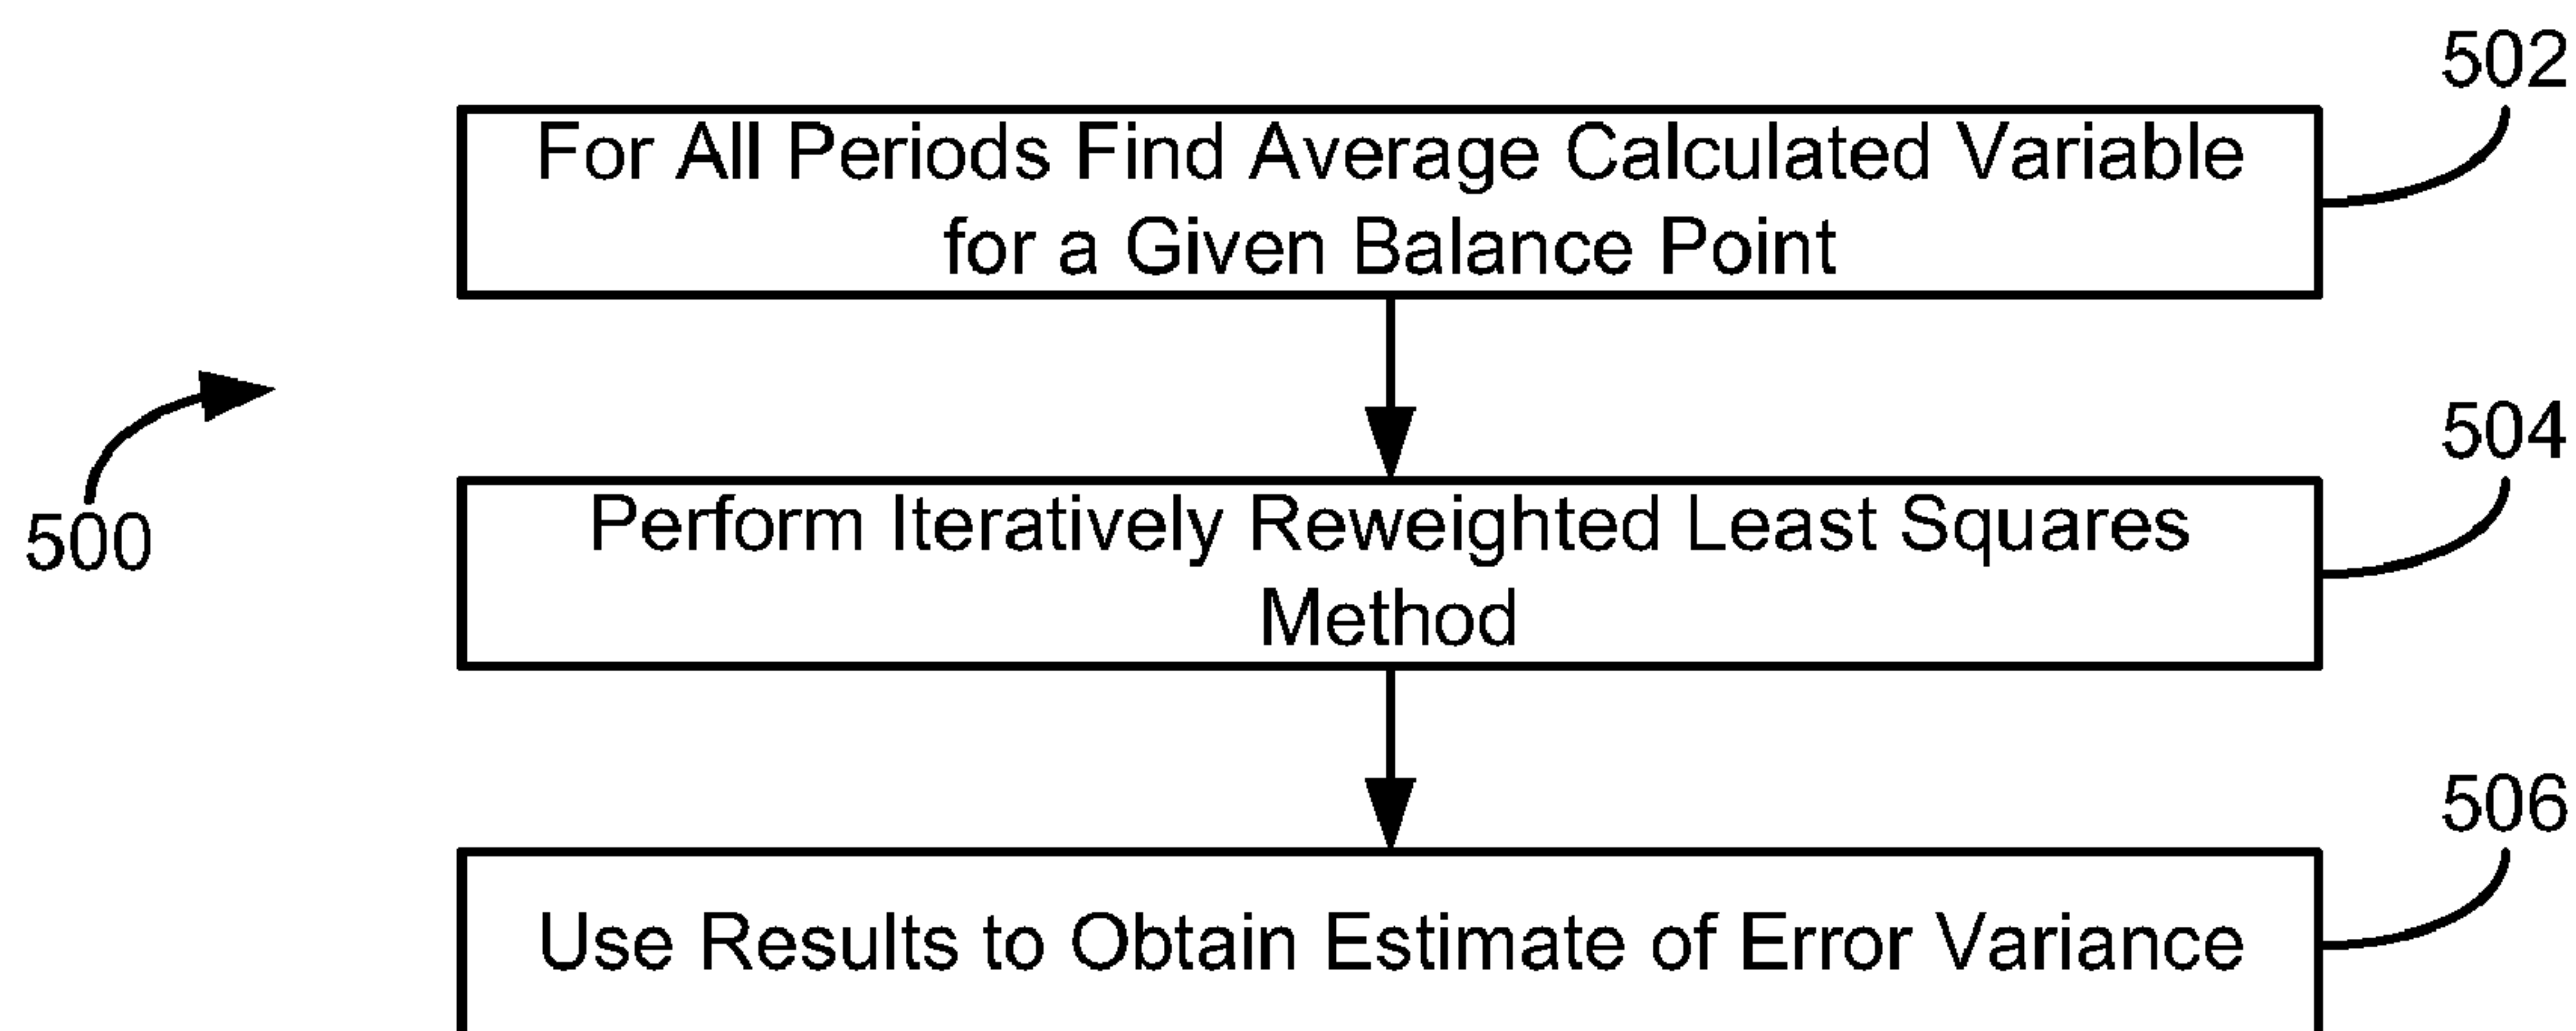 502
For All Periods Find Average Calculated Variable
for a Given Balance Point
504
500
Perform Iteratively Reweighted Least Squares
Method
506
Use Results to Obtain Estimate of Error Variance